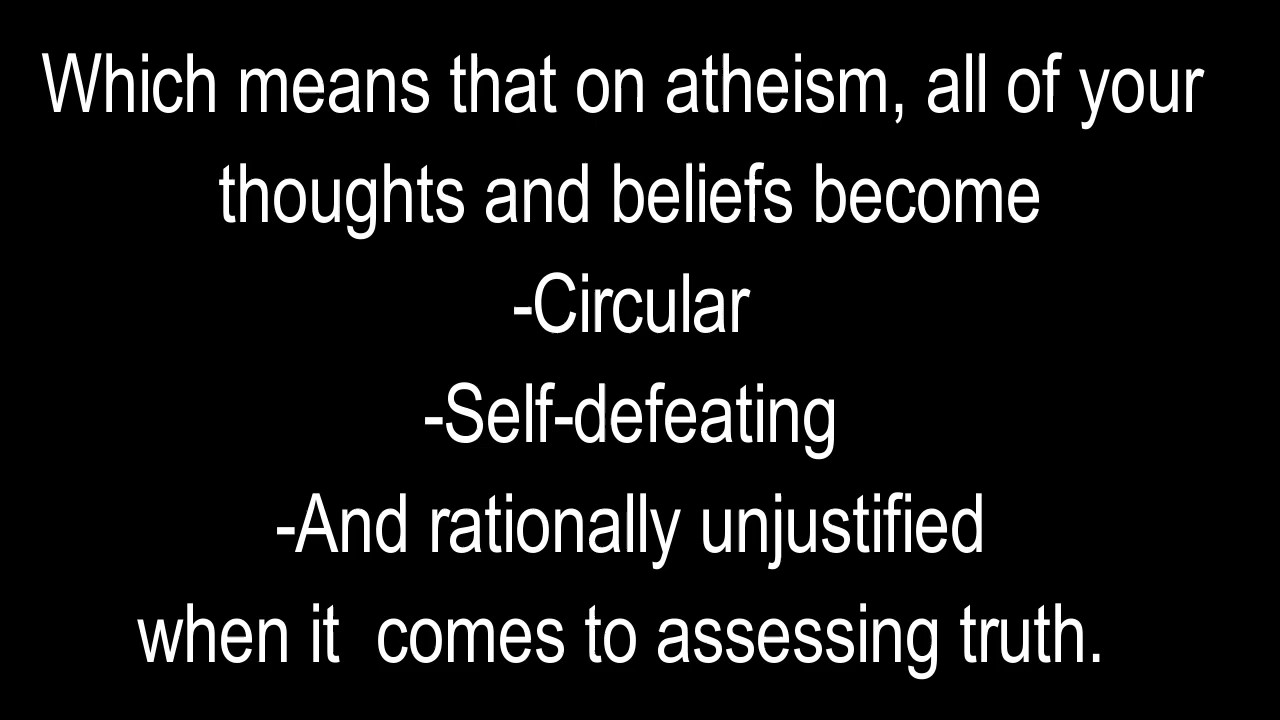 Which means that on atheism, all of your
thoughts and beliefs become
-Circular
-Self-defeating
-And rationally unjustified
when it  comes to assessing truth.